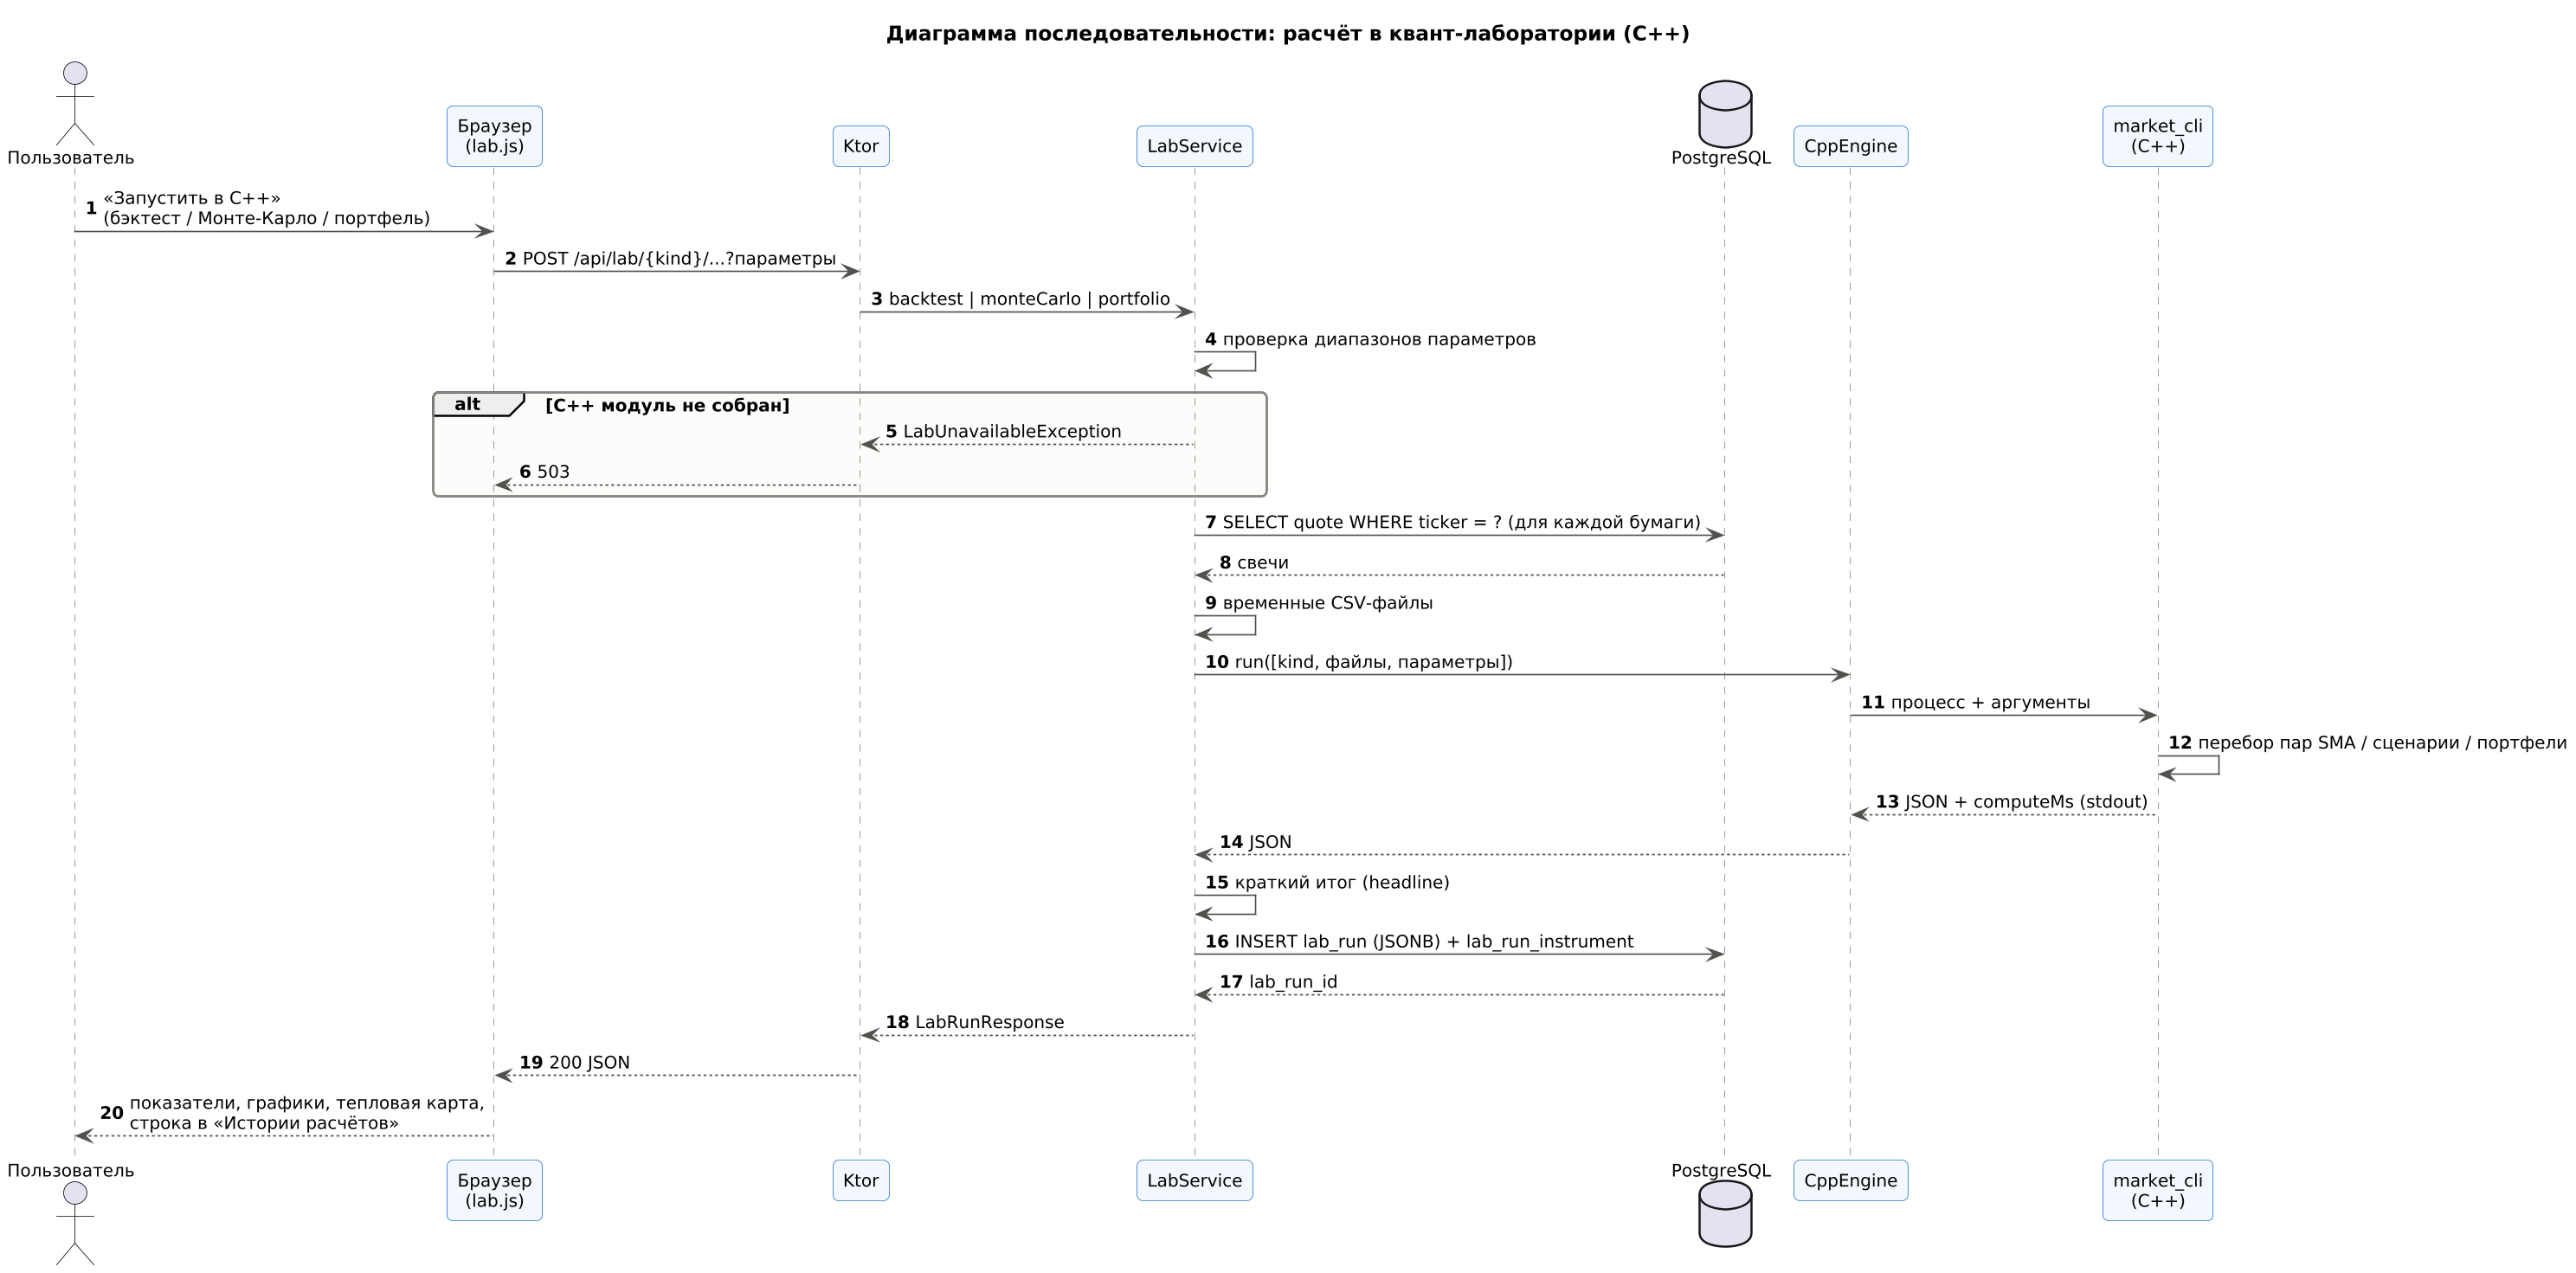 Диаграмма последовательности: расчёт в квант-лаборатории (C++)
Пользователь
Браузер
(lab.js)
Ktor
LabService
PostgreSQL
CppEngine
market_cli
(C++)
1 «Запустить в C++»
(бэктест / Монте-Карло / портфель)
2 POST /api/lab/{kind}/...?параметры
3 backtest | monteCarlo | portfolio
4 проверка диапазонов параметров
alt [C++ модуль не собран]
5 LabUnavailableException
6 503
7 SELECT quote WHERE ticker = ? (для каждой бумаги)
8 свечи
9 временные CSV-файлы
10 run([kind, файлы, параметры])
11 процесс + аргументы
12 перебор пар SMA / сценарии / портфели
13 JSON + computeMs (stdout)
14 JSON
15 краткий итог (headline)
16 INSERT lab_run (JSONB) + lab_run_instrument
17 lab_run_id
18 LabRunResponse
19 200 JSON
20 показатели, графики, тепловая карта,
строка в «Истории расчётов»
Пользователь
Браузер
(lab.js)
Ktor
LabService
PostgreSQL
CppEngine
market_cli
(C++)